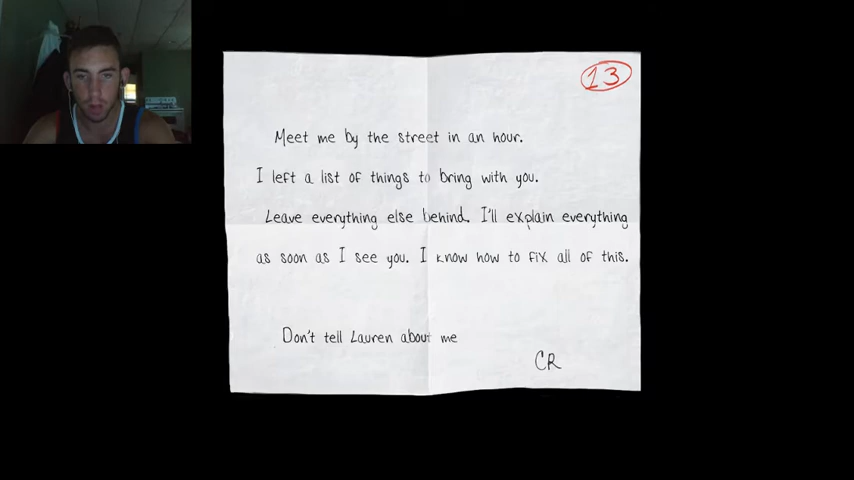 13
Meet me by the street in an hour.
I left a list of things to bring with you.
Leave everything else behind. I'll explain everything
as soon as I see you. I know how to fix all of this.
Don't tell Lauren about me
CR